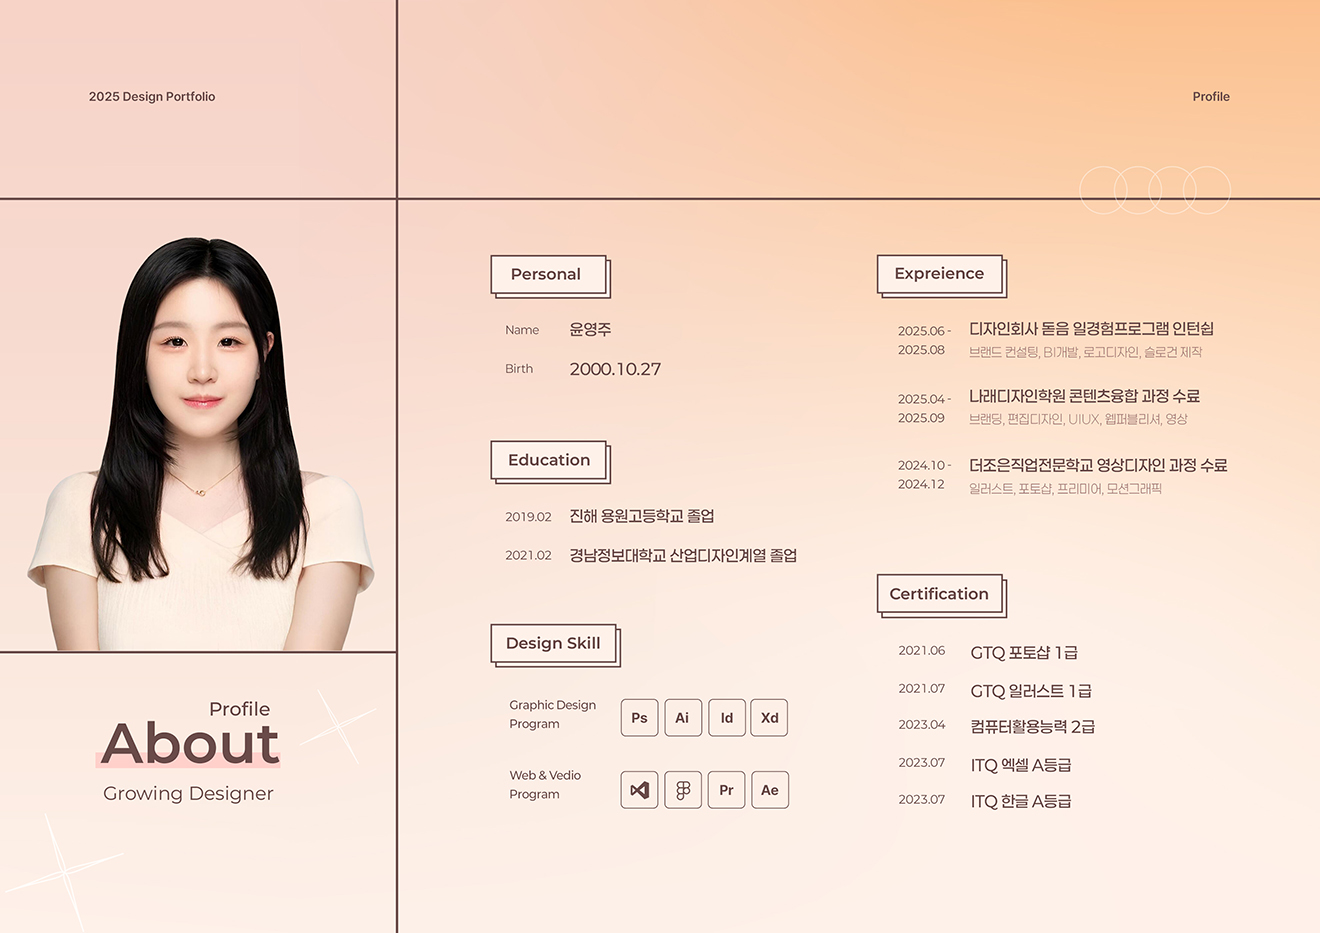 2025 Design Portfolio
Profile
Personal
Name 윤영주
Birth 2000.10.27
Education
2019.02 진해 용원고등학교 졸업
2021.02 경남정보대학교 산업디자인계열 졸업
Design Skill
Graphic Design
Program
Ps Ai Id Xd
Web & Vedio
Program
Pr Ae
Expreience
2025.06 - 디자인회사 돋음 일경험프로그램 인턴쉽
2025.08 브랜드 컨설팅, BI개발, 로고디자인, 슬로건 제작
2025.04 - 나래디자인학원 콘텐츠융합 과정 수료
2025.09 브랜딩, 편집디자인, UIUX, 웹퍼블리셔, 영상
2024.10 - 더조은직업전문학교 영상디자인 과정 수료
2024.12 일러스트, 포토샵, 프리미어, 모션그래픽
Certification
2021.06 GTQ 포토샵 1급
2021.07 GTQ 일러스트 1급
2023.04 컴퓨터활용능력 2급
2023.07 ITQ 엑셀 A등급
2023.07 ITQ 한글 A등급
Profile
About
Growing Designer